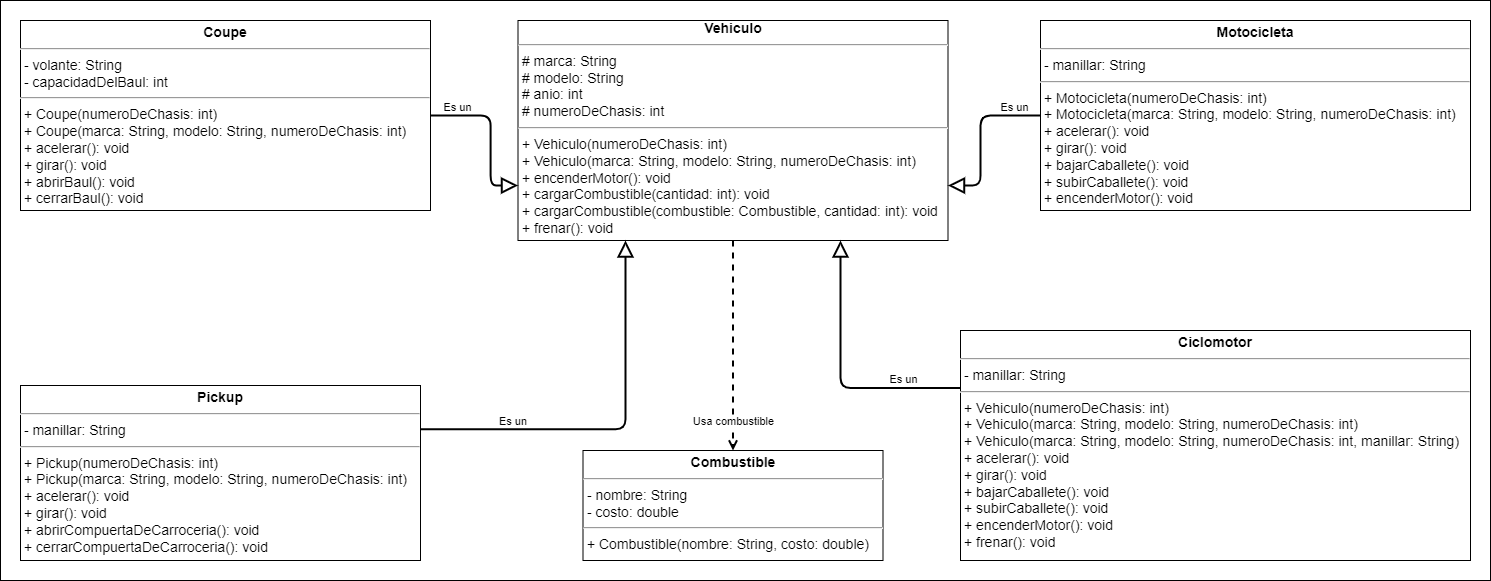 Coupe
- volante: String
- capacidadDelBaul: int
+ Coupe(numeroDeChasis: int)
+ Coupe(marca: String, modelo: String, numeroDeChasis: int)
+ acelerar(): void
+ girar(): void
+ abrirBaul(): void
+ cerrarBaul(): void
Es un
Vehiculo
# marca: String
# modelo: String
# anio: int
# numeroDeChasis: int
+ Vehiculo(numeroDeChasis: int)
+ Vehiculo(marca: String, modelo: String, numeroDeChasis: int)
+ encenderMotor(): void
+ cargarCombustible(cantidad: int): void
+ cargarCombustible(combustible: Combustible, cantidad: int): void
+ frenar(): void
Es un
Motocicleta
- manillar: String
+ Motocicleta(numeroDeChasis: int)
+ Motocicleta(marca: String, modelo: String, numeroDeChasis: int)
+ acelerar(): void
+ girar(): void
+ bajarCaballete(): void
+ subirCaballete(): void
+ encenderMotor(): void
Pickup
- manillar: String
+ Pickup(numeroDeChasis: int)
+ Pickup(marca: String, modelo: String, numeroDeChasis: int)
+ acelerar(): void
+ girar(): void
+ abrirCompuertaDeCarroceria(): void
+ cerrarCompuertaDeCarroceria(): void
Es un
Usa combustible
Combustible
- nombre: String
- costo: double
+ Combustible(nombre: String, costo: double)
Es un
Ciclomotor
- manillar: String
+ Vehiculo(numeroDeChasis: int)
+ Vehiculo(marca: String, modelo: String, numeroDeChasis: int)
+ Vehiculo(marca: String, modelo: String, numeroDeChasis: int, manillar: String)
+ acelerar(): void
+ girar(): void
+ bajarCaballete(): void
+ subirCaballete(): void
+ encenderMotor(): void
+ frenar(): void